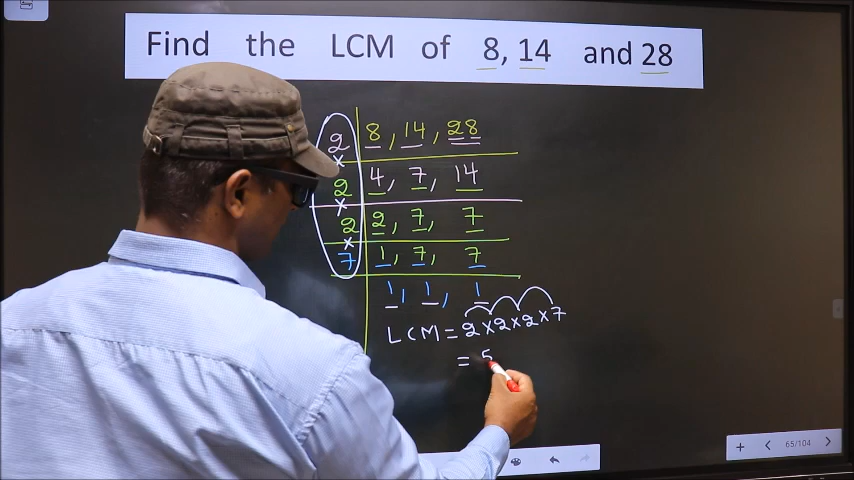 Find the LCM of 8, 14 and 28
2 8, 14, 28
×
2 4, 7, 14
×
2 2, 7, 7
×
7 1, 7, 7
1, 1, 1
LCM = 2×2×2×7
= 5
+ < 65/104 >